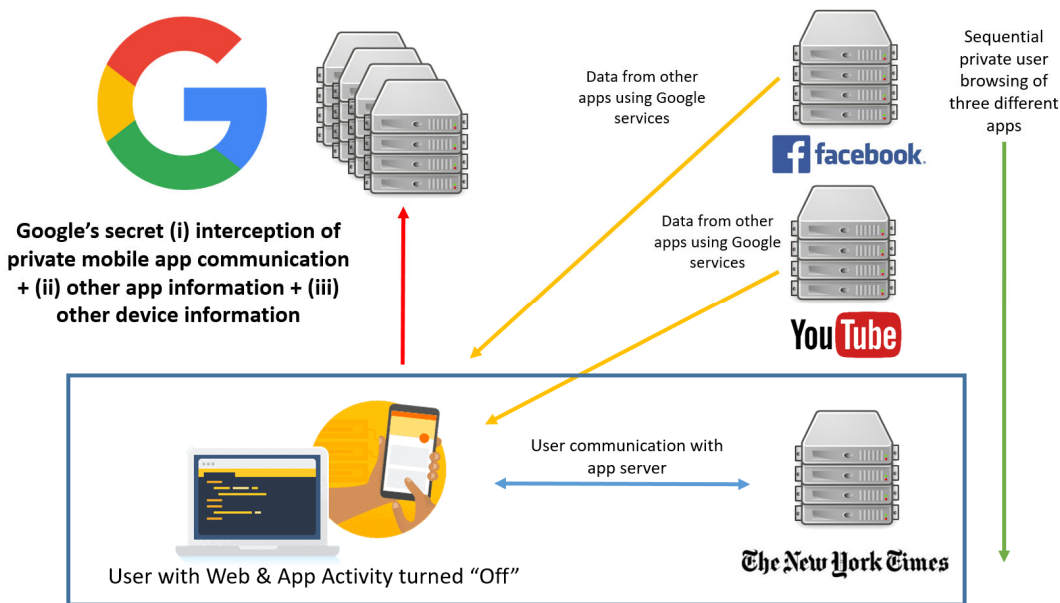 Google's secret (i) interception of
private mobile app communication
+ (ii) other app information + (iii)
other device information
Data from other
apps using Google
services
facebook.
Data from other
apps using Google
services
YouTube
Sequential
private user
browsing of
three different
apps
User communication with
app server
User with Web & App Activity turned “Off”
The New York Times